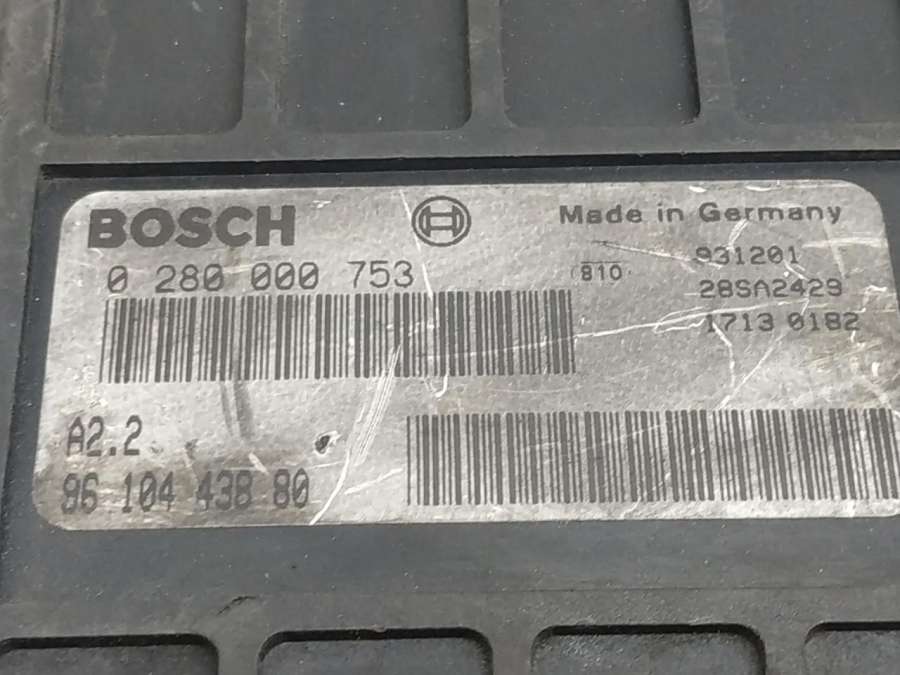 BOSCH
Made in Germany
0 280 000 753
810
931201
28SA2429
1713 0182
A2.2
96 104 438 80